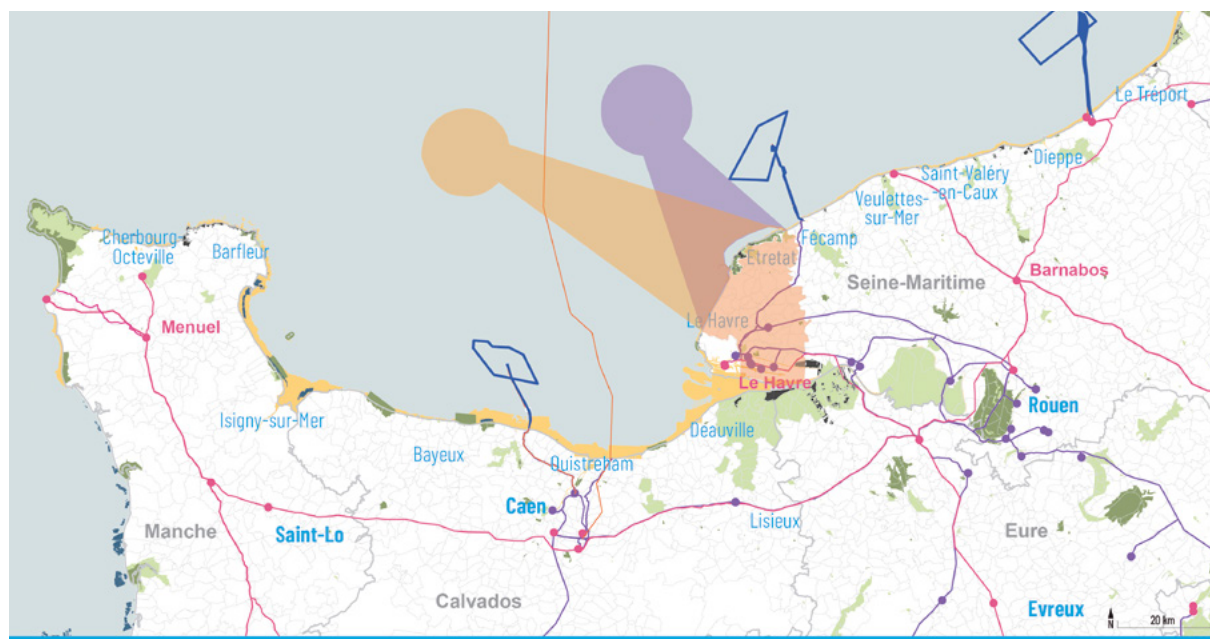 Le Tréport
Dieppe
Saint-Valéry
-en-Caux
Veulettes-
sur-Mer
Fécamp
Cherbourg-
Octeville
Barfleur
Etretat
Seine-Maritime
Barnabos
Menuel
Le Havre
Le Havre
Isigny-sur-Mer
Rouen
Déauville
Bayeux
Ouistreham
Caen
Lisieux
Manche
Saint-Lo
Eure
Calvados
Evreux
N
20 km